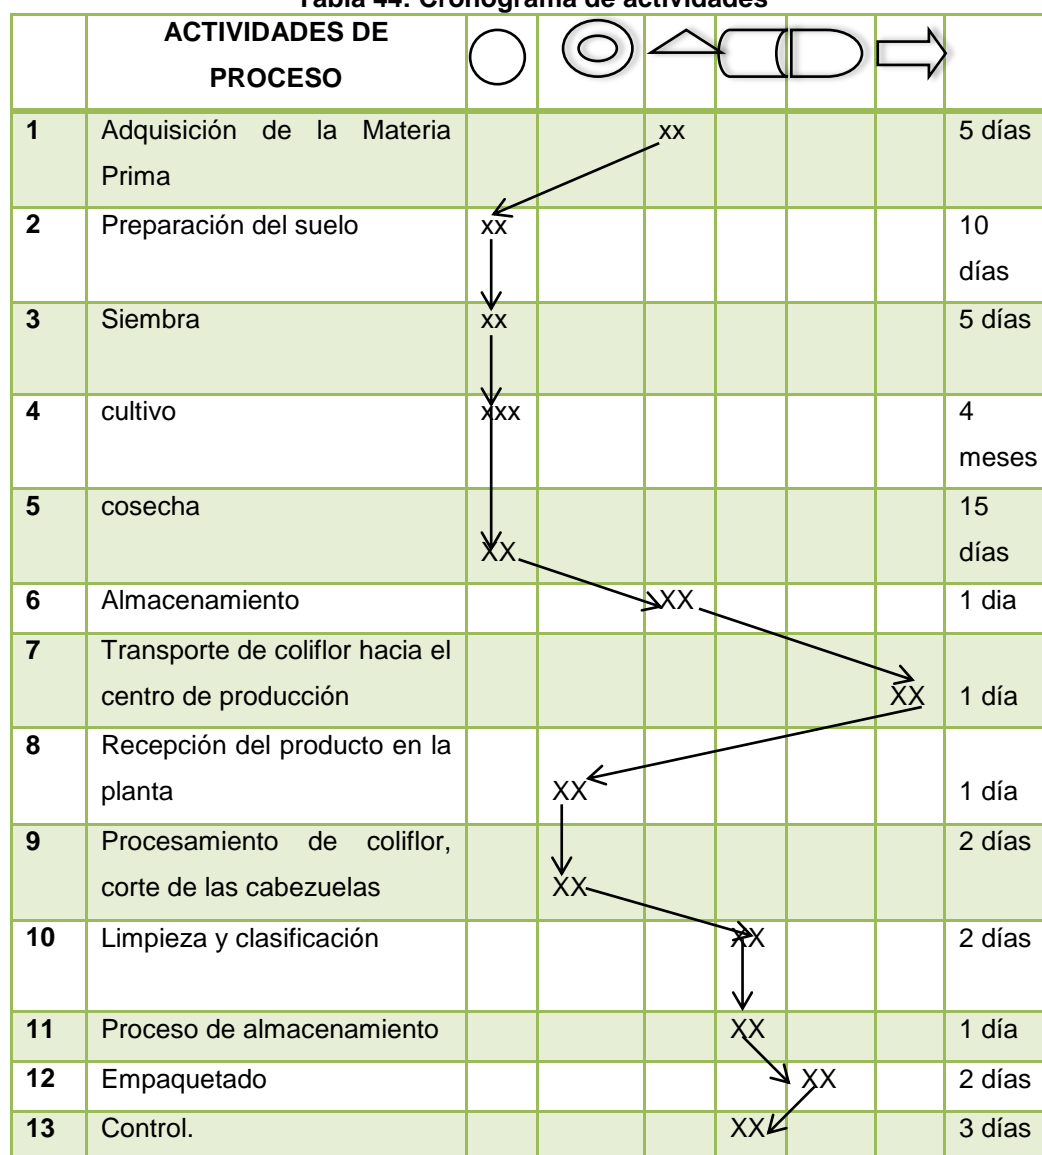 Tabla 44: Cronograma de actividades
ACTIVIDADES DE
PROCESO
1 Adquisición de la Materia xx 5 días
Prima
2 Preparación del suelo xx 10
días
3 Siembra xx 5 días
4 cultivo xxx 4
meses
5 cosecha 15
XX días
6 Almacenamiento XX 1 dia
7 Transporte de coliflor hacia el
centro de producción XX 1 día
8 Recepción del producto en la
planta XX 1 día
9 Procesamiento de coliflor, 2 días
corte de las cabezuelas XX
10 Limpieza y clasificación XX 2 días
11 Proceso de almacenamiento XX 1 día
12 Empaquetado XX 2 días
13 Control. XX 3 días